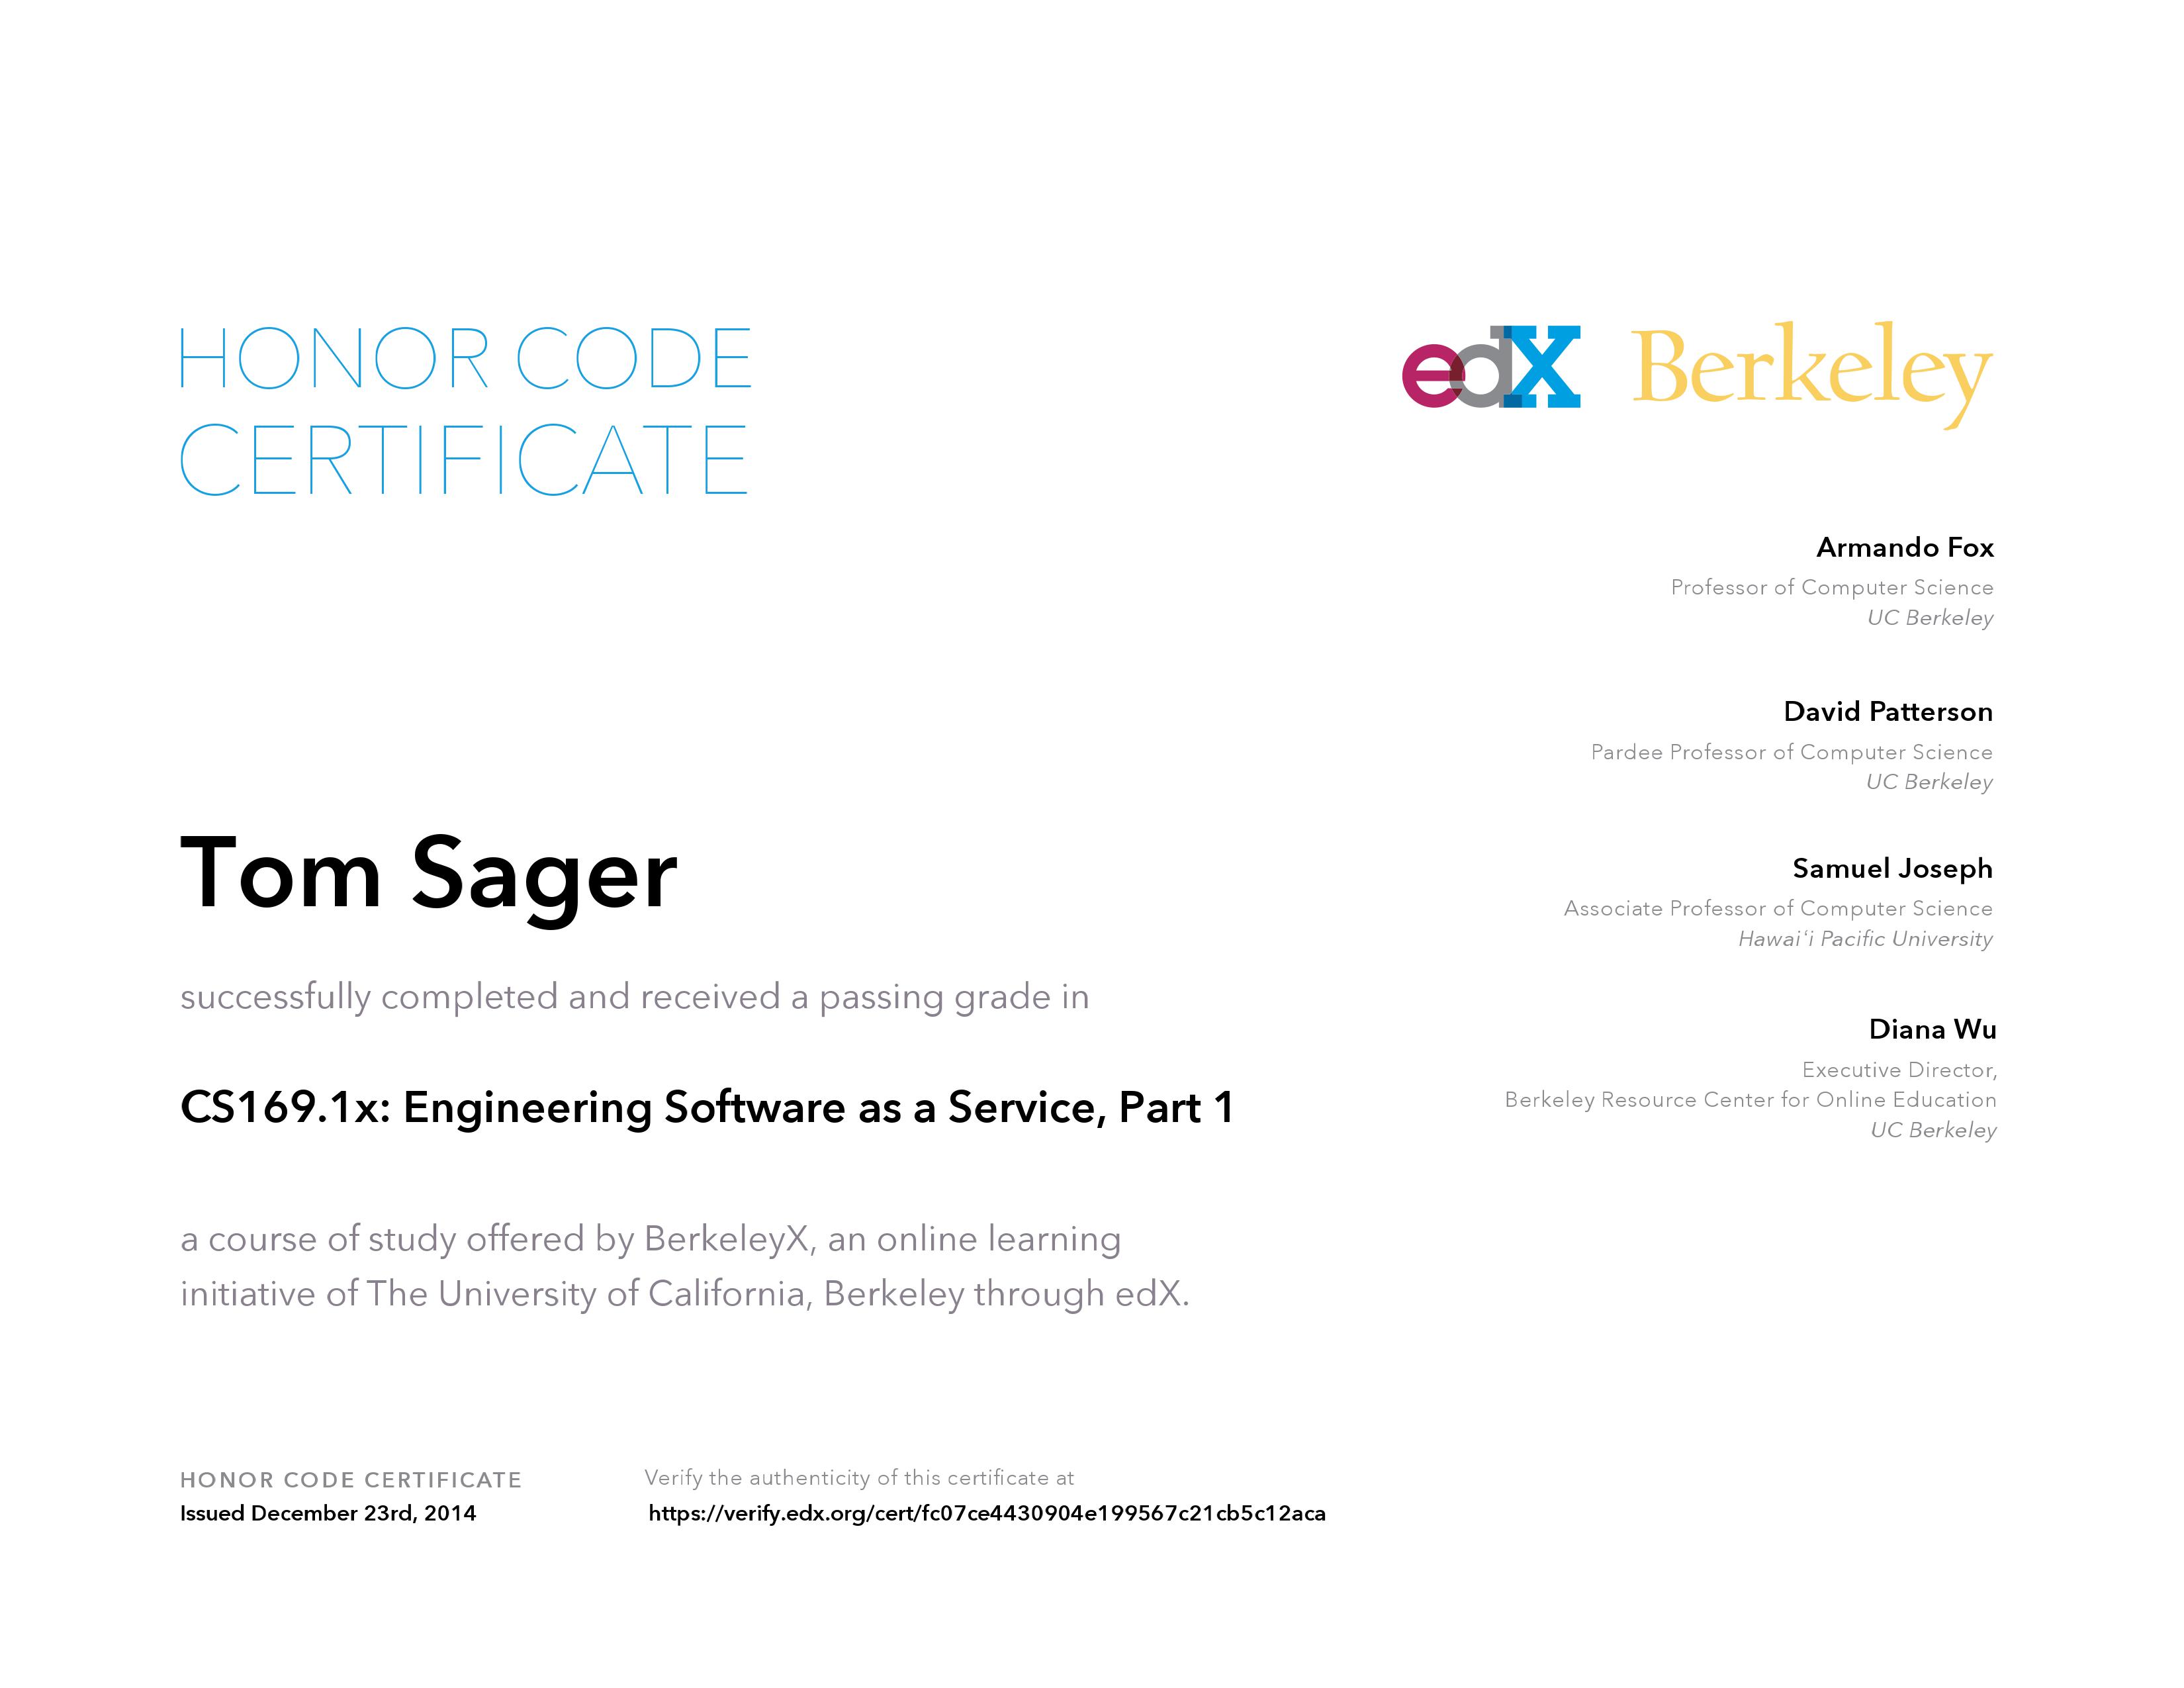 HONOR CODE
CERTIFICATE
edX Berkeley
Armando Fox
Professor of Computer Science
UC Berkeley
David Patterson
Pardee Professor of Computer Science
UC Berkeley
Samuel Joseph
Associate Professor of Computer Science
Hawaiʻi Pacific University
Diana Wu
Executive Director,
Berkeley Resource Center for Online Education
UC Berkeley
Tom Sager
successfully completed and received a passing grade in
CS169.1x: Engineering Software as a Service, Part 1
a course of study offered by BerkeleyX, an online learning
initiative of The University of California, Berkeley through edX.
HONOR CODE CERTIFICATE
Issued December 23rd, 2014
Verify the authenticity of this certificate at
https://verify.edx.org/cert/fc07ce4430904e199567c21cb5c12aca